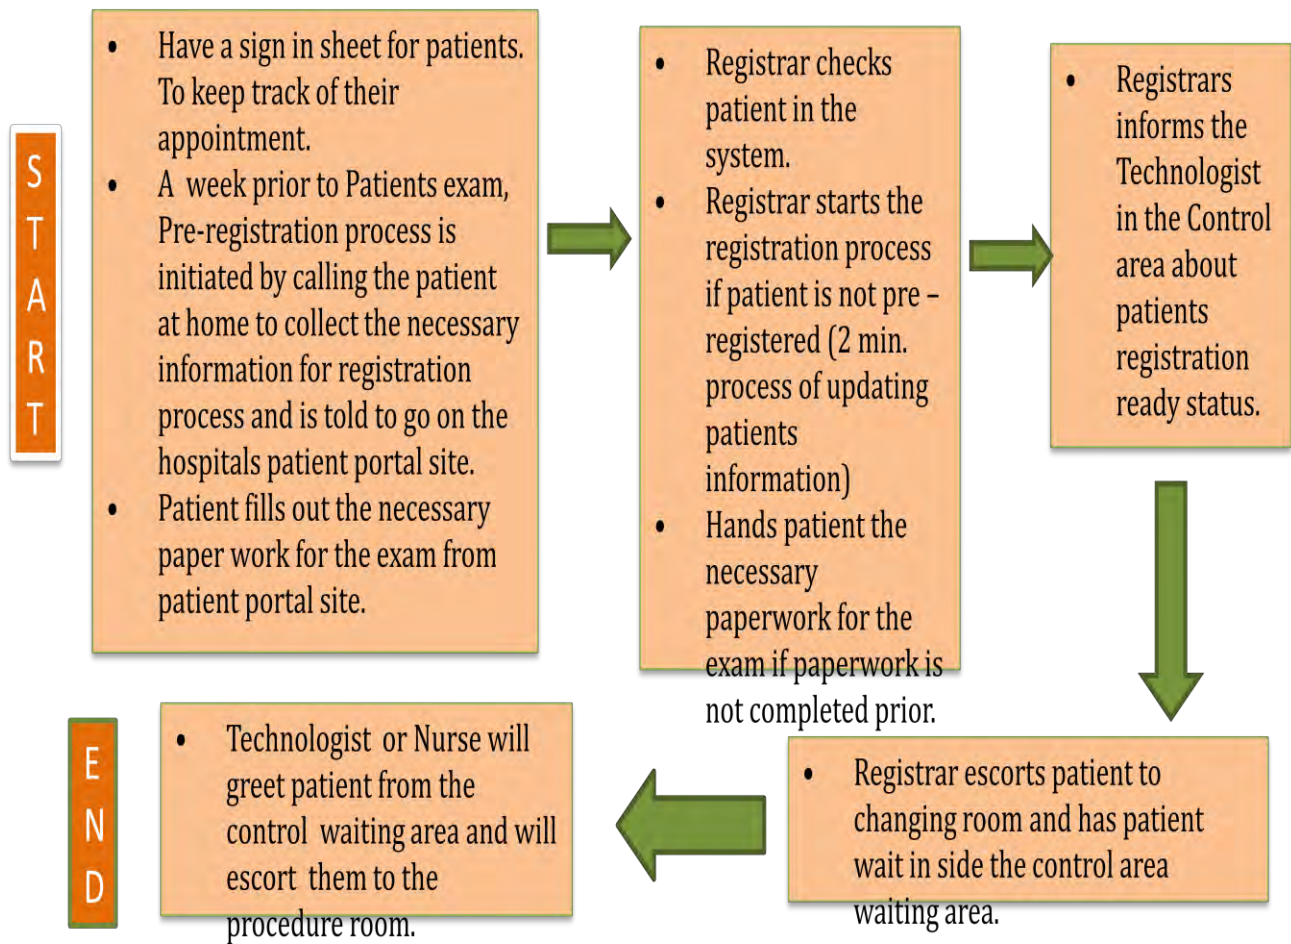 START
• Have a sign in sheet for patients.
To keep track of their
appointment.
• A week prior to Patients exam,
Pre-registration process is
initiated by calling the patient
at home to collect the necessary
information for registration
process and is told to go on the
hospitals patient portal site.
• Patient fills out the necessary
paper work for the exam from
patient portal site.
• Registrar checks
patient in the
system.
• Registrar starts the
registration process
if patient is not pre –
registered (2 min.
process of updating
patients
information)
• Hands patient the
necessary
paperwork for the
exam if paperwork is
not completed prior.
• Registrars
informs the
Technologist
in the Control
area about
patients
registration
ready status.
• Registrar escorts patient to
changing room and has patient
wait in side the control area
waiting area.
• Technologist or Nurse will
greet patient from the
control waiting area and will
escort them to the
procedure room.
END